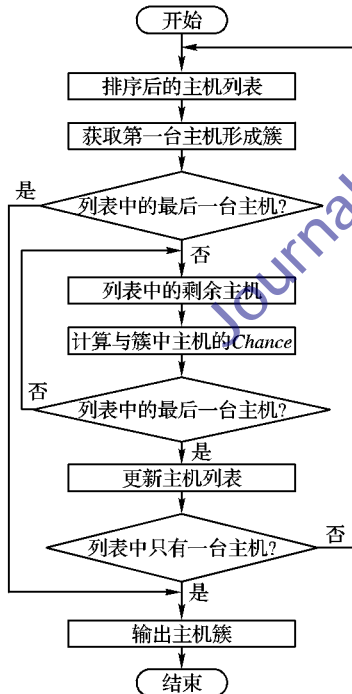 开始
排序后的主机列表
获取第一台主机形成簇
是
列表中的最后一台主机?
否
列表中的剩余主机
计算与簇中主机的Chance
否
列表中的最后一台主机?
是
更新主机列表
否
列表中只有一台主机?
是
输出主机簇
结束
Journal